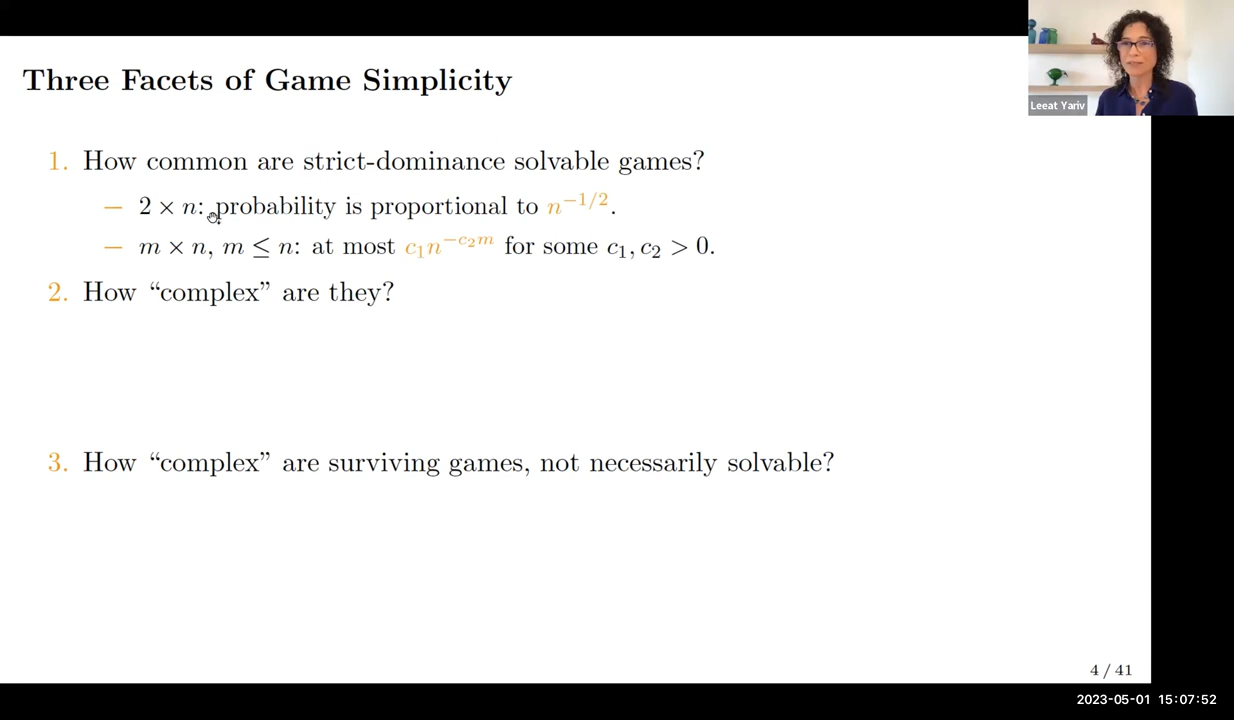 Three Facets of Game Simplicity
Leeat Yariv
1. How common are strict-dominance solvable games?
— 2 × n: probability is proportional to n^{−1/2}.
— m × n, m ≤ n: at most c₁n^{−c₂m} for some c₁, c₂ > 0.
2. How “complex” are they?
3. How “complex” are surviving games, not necessarily solvable?
4 / 41
2023-05-01 15:07:52